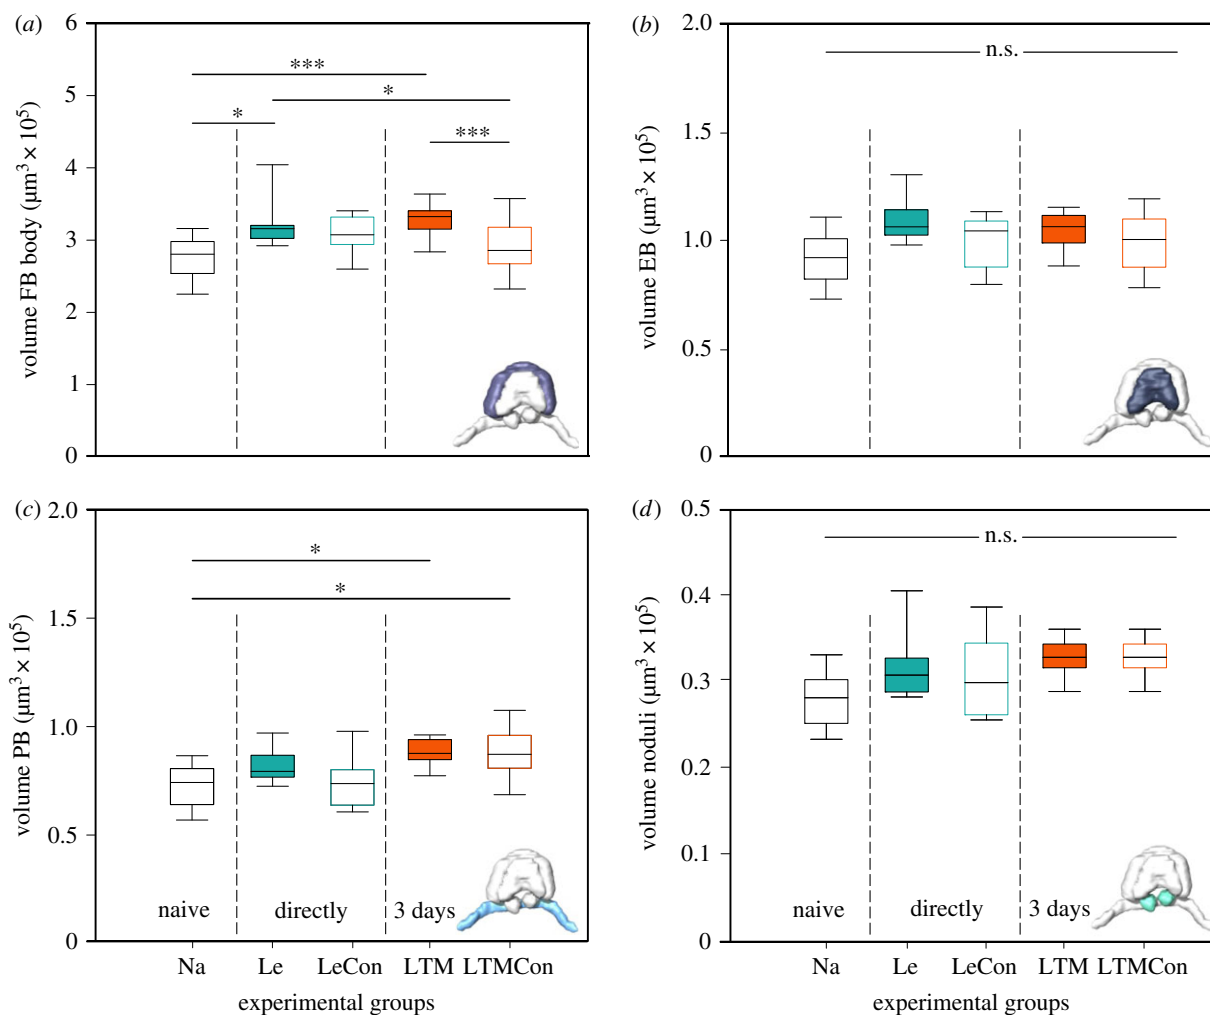 (a)
6
5
4
3
2
1
0
volume FB body (µm³ × 10⁵)
***
*
*
***
(b)
2.0
1.5
1.0
0.5
0
volume EB (µm³ × 10⁵)
n.s.
(c)
2.0
1.5
1.0
0.5
0
volume PB (µm³ × 10⁵)
*
*
naive directly 3 days
Na Le LeCon LTM LTMCon
experimental groups
(d)
0.5
0.4
0.3
0.2
0.1
0
volume noduli (µm³ × 10⁵)
n.s.
naive directly 3 days
Na Le LeCon LTM LTMCon
experimental groups